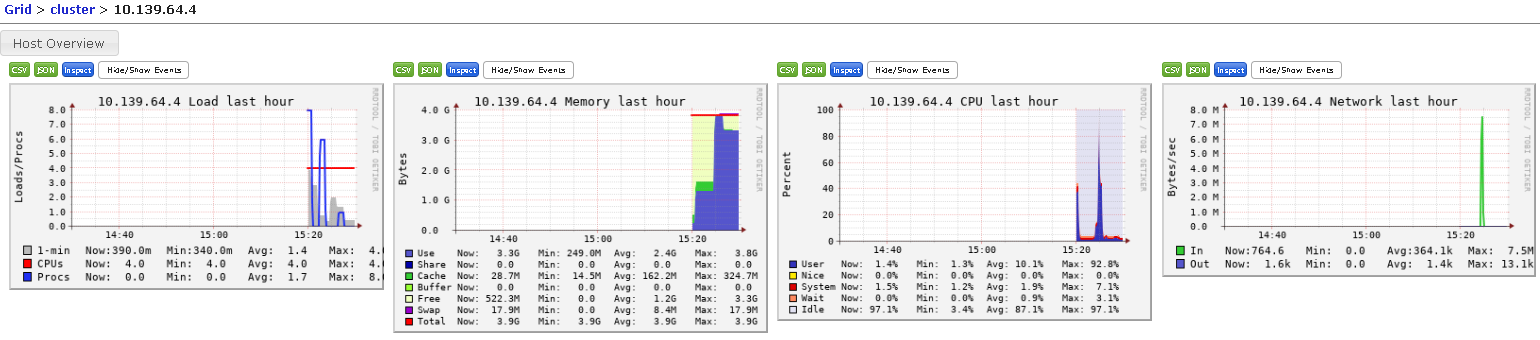 Grid > cluster > 10.139.64.4
Host Overview
CSV JSON Inspect Hide/Show Events
10.139.64.4 Load last hour
RRDTOOL / TOBI OETIKER
Loads/Procs
8.0
7.0
6.0
5.0
4.0
3.0
2.0
1.0
0.0
14:40 15:00 15:20
1-min Now:390.0m Min:340.0m Avg: 1.4 Max: 4.
CPUs Now: 4.0 Min: 4.0 Avg: 4.0 Max: 4.
Procs Now: 0.0 Min: 0.0 Avg: 1.7 Max: 8.
CSV JSON Inspect Hide/Show Events
10.139.64.4 Memory last hour
RRDTOOL / TOBI OETIKER
Bytes
4.0 G
3.0 G
2.0 G
1.0 G
0.0
14:40 15:00 15:20
Use Now: 3.3G Min: 249.0M Avg: 2.4G Max: 3.8G
Share Now: 0.0 Min: 0.0 Avg: 0.0 Max: 0.0
Cache Now: 28.7M Min: 14.5M Avg: 162.2M Max: 324.7M
Buffer Now: 0.0 Min: 0.0 Avg: 0.0 Max: 0.0
Free Now: 522.3M Min: 0.0 Avg: 1.2G Max: 3.3G
Swap Now: 17.9M Min: 0.0 Avg: 8.4M Max: 17.9M
Total Now: 3.9G Min: 3.9G Avg: 3.9G Max: 3.9G
CSV JSON Inspect Hide/Show Events
10.139.64.4 CPU last hour
RRDTOOL / TOBI OETIKER
Percent
100
80
60
40
20
0
14:40 15:00 15:20
User Now: 1.4% Min: 1.3% Avg: 10.1% Max: 92.8%
Nice Now: 0.0% Min: 0.0% Avg: 0.0% Max: 0.0%
System Now: 1.5% Min: 1.2% Avg: 1.9% Max: 7.1%
Wait Now: 0.0% Min: 0.0% Avg: 0.9% Max: 3.1%
Idle Now: 97.1% Min: 3.4% Avg: 87.1% Max: 97.1%
CSV JSON Inspect Hide/Show Events
10.139.64.4 Network last hour
RRDTOOL / TOBI OETIKER
Bytes/sec
8.0 M
7.0 M
6.0 M
5.0 M
4.0 M
3.0 M
2.0 M
1.0 M
0.0
14:40 15:00 15:20
In Now:764.6 Min: 0.0 Avg:364.1k Max: 7.5M
Out Now: 1.6k Min: 0.0 Avg: 1.4k Max: 13.1k